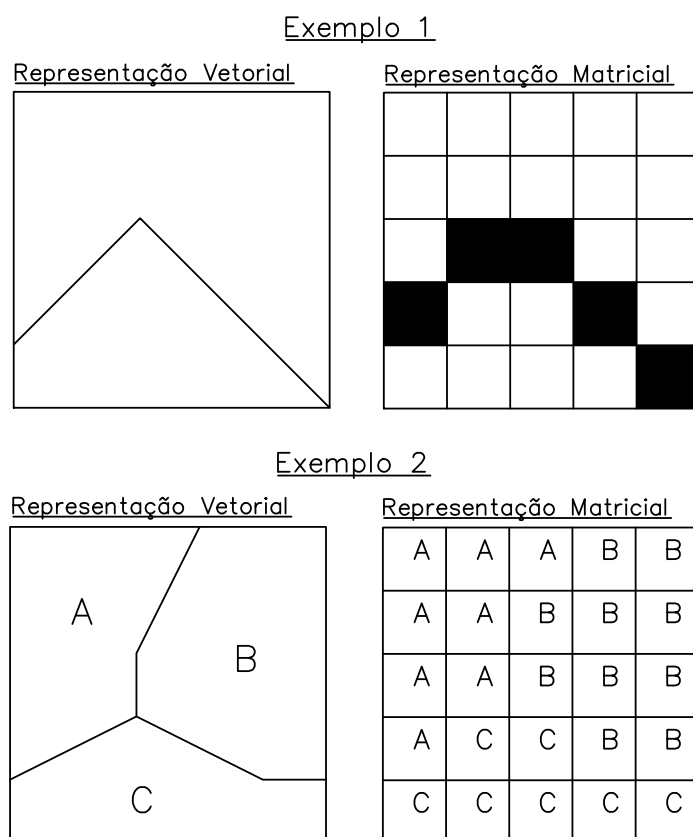 Exemplo 1
Representação Vetorial
Representação Matricial
Exemplo 2
Representação Vetorial
Representação Matricial
A
B
C
A A A B B
A A B B B
A A B B B
A C C B B
C C C C C